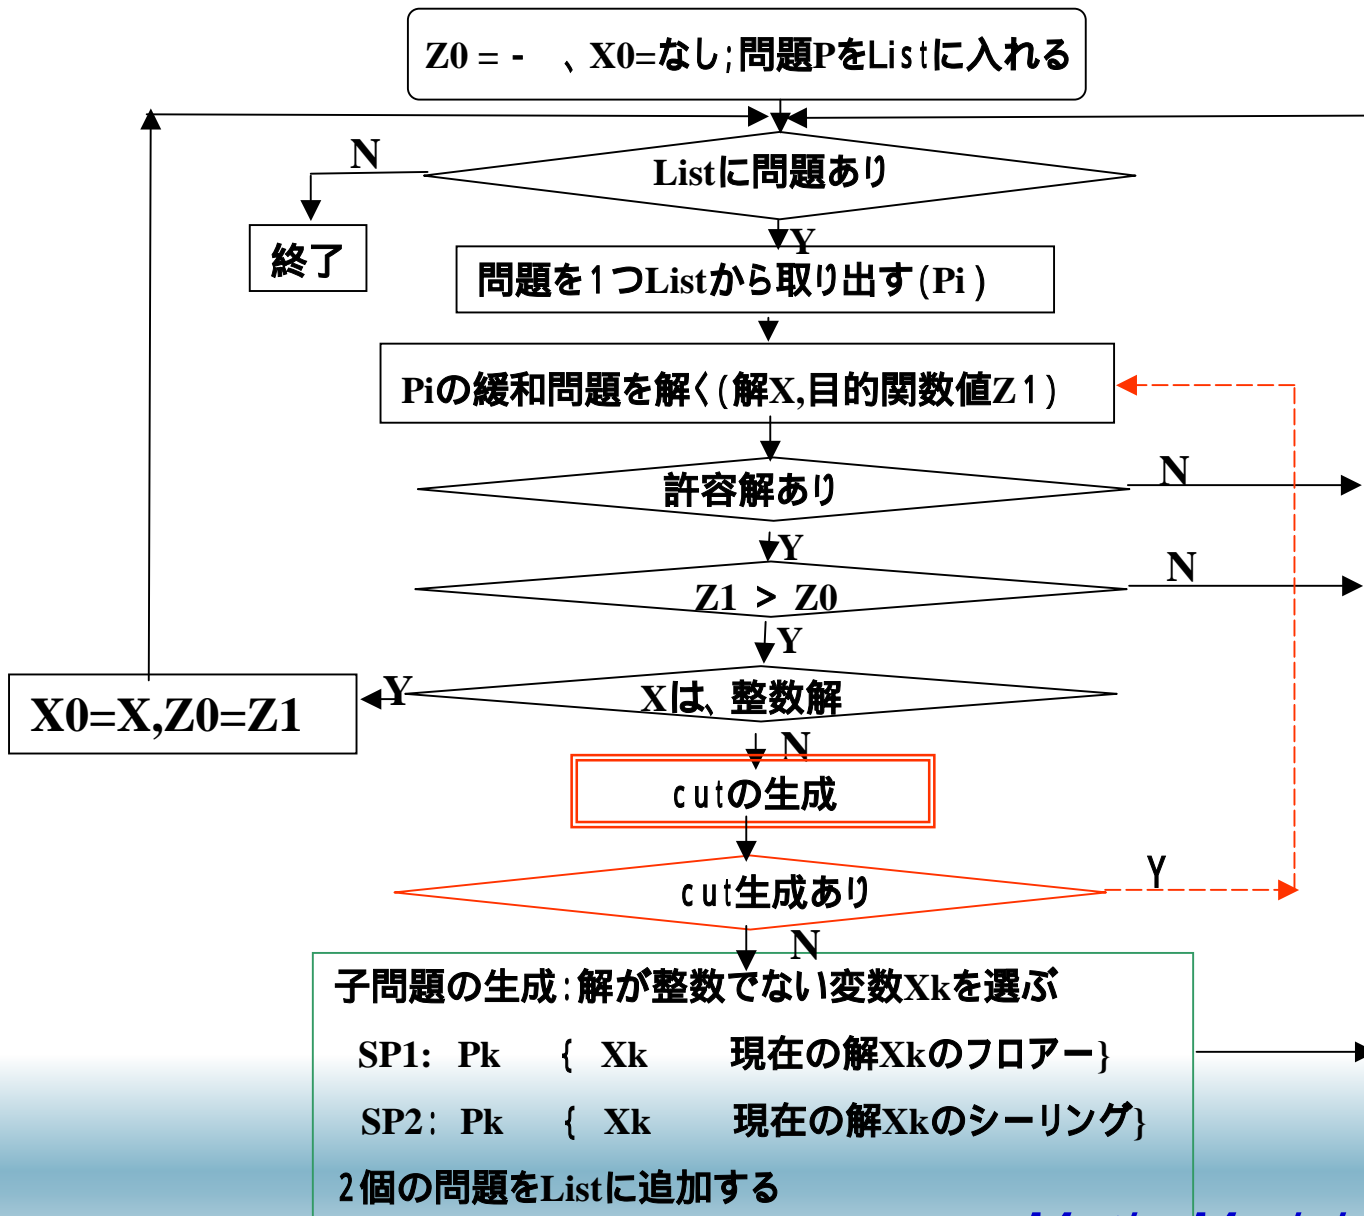 Z0 = - 、X0=なし;問題PをListに入れる
N
Listに問題あり
Y
終了
問題を1つListから取り出す(Pi)
Piの緩和問題を解く(解X,目的関数値Z1)
許容解あり
N
Y
Z1 > Z0
N
Y
Xは、整数解
Y
X0=X,Z0=Z1
N
cutの生成
cut生成あり
Y
N
子問題の生成:解が整数でない変数Xkを選ぶ
SP1: Pk { Xk 現在の解Xkのフロアー}
SP2: Pk { Xk 現在の解Xkのシーリング}
2個の問題をListに追加する